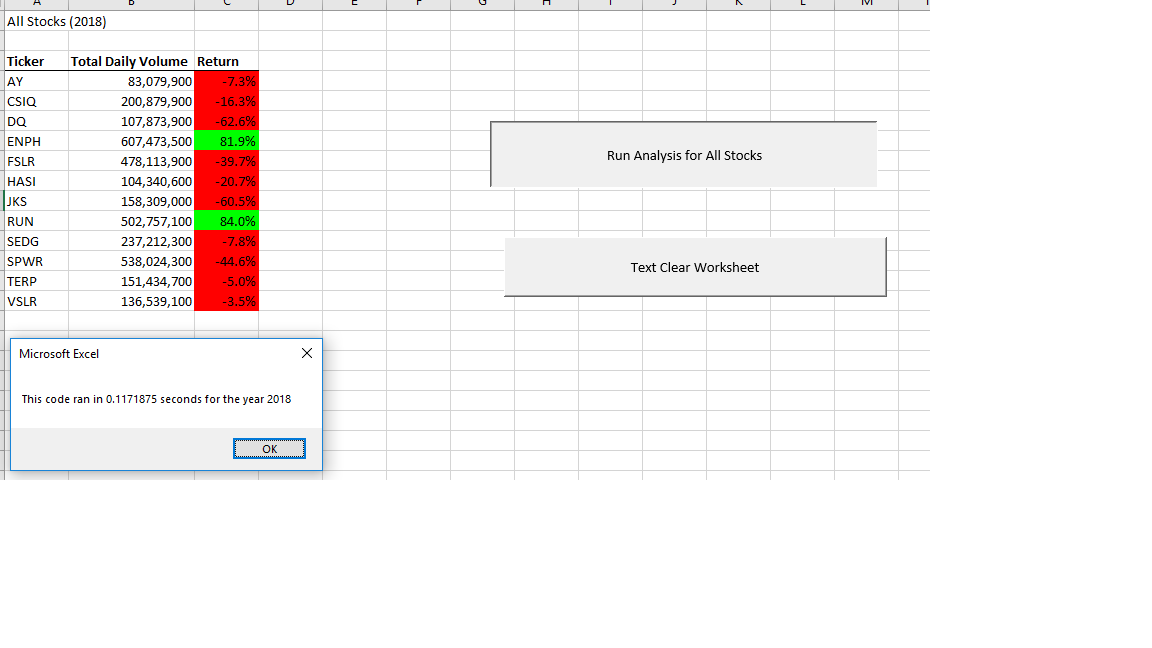 A B C D E F G H I J K L M
All Stocks (2018)
Ticker Total Daily Volume Return
AY 83,079,900 -7.3%
CSIQ 200,879,900 -16.3%
DQ 107,873,900 -62.6%
ENPH 607,473,500 81.9%
FSLR 478,113,900 -39.7%
HASI 104,340,600 -20.7%
JKS 158,309,000 -60.5%
RUN 502,757,100 84.0%
SEDG 237,212,300 -7.8%
SPWR 538,024,300 -44.6%
TERP 151,434,700 -5.0%
VSLR 136,539,100 -3.5%
Run Analysis for All Stocks
Text Clear Worksheet
Microsoft Excel
This code ran in 0.1171875 seconds for the year 2018
OK